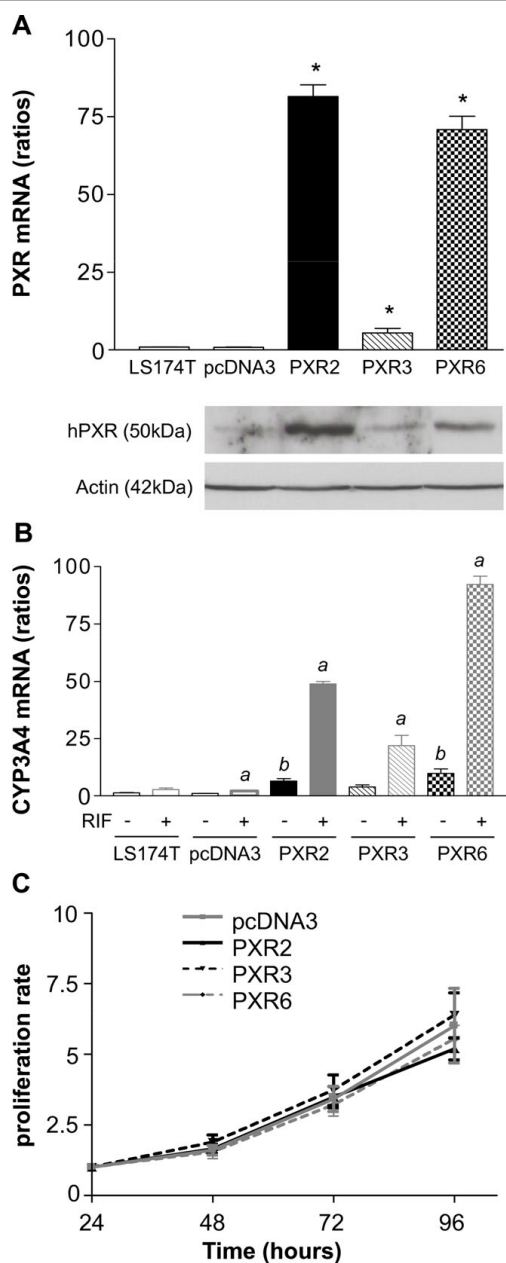 A
PXR mRNA (ratios)
100
75
50
25
0
*
*
*
LS174T pcDNA3 PXR2 PXR3 PXR6
hPXR (50kDa)
Actin (42kDa)
B
CYP3A4 mRNA (ratios)
100
75
50
25
0
a
b
a
a
b
a
RIF - + - + - + - + - +
LS174T pcDNA3 PXR2 PXR3 PXR6
C
proliferation rate
10
7.5
5
2.5
0
pcDNA3
PXR2
PXR3
PXR6
24 48 72 96
Time (hours)